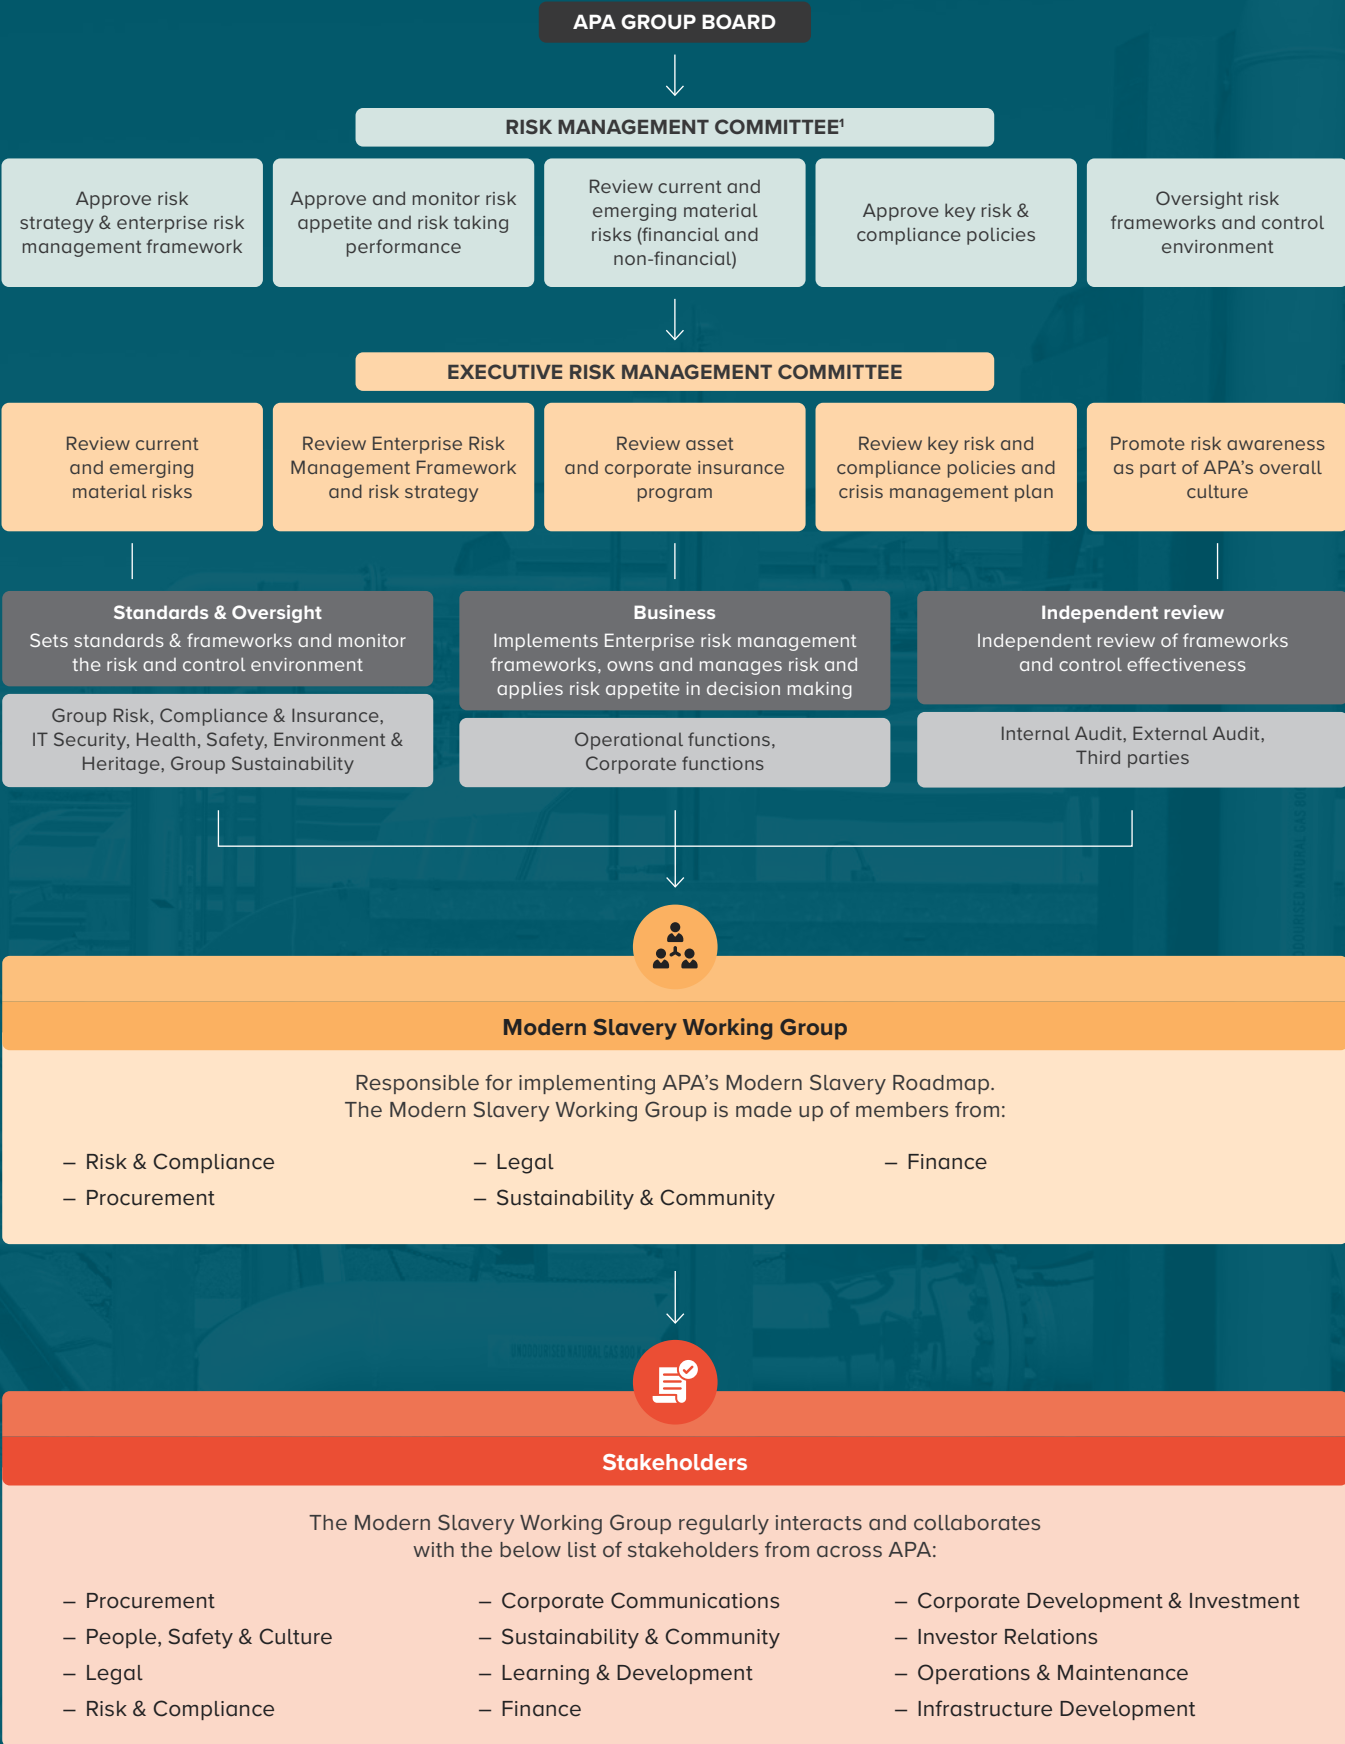 APA GROUP BOARD
RISK MANAGEMENT COMMITTEE¹
Approve risk
strategy & enterprise risk
management framework
Approve and monitor risk
appetite and risk taking
performance
Review current and
emerging material
risks (financial and
non-financial)
Approve key risk &
compliance policies
Oversight risk
frameworks and control
environment
EXECUTIVE RISK MANAGEMENT COMMITTEE
Review current
and emerging
material risks
Review Enterprise Risk
Management Framework
and risk strategy
Review asset
and corporate insurance
program
Review key risk and
compliance policies and
crisis management plan
Promote risk awareness
as part of APA's overall
culture
Standards & Oversight
Sets standards & frameworks and monitor
the risk and control environment
Group Risk, Compliance & Insurance,
IT Security, Health, Safety, Environment &
Heritage, Group Sustainability
Business
Implements Enterprise risk management
frameworks, owns and manages risk and
applies risk appetite in decision making
Operational functions,
Corporate functions
Independent review
Independent review of frameworks
and control effectiveness
Internal Audit, External Audit,
Third parties
Modern Slavery Working Group
Responsible for implementing APA's Modern Slavery Roadmap.
The Modern Slavery Working Group is made up of members from:
– Risk & Compliance
– Procurement
– Legal
– Sustainability & Community
– Finance
Stakeholders
The Modern Slavery Working Group regularly interacts and collaborates
with the below list of stakeholders from across APA:
– Procurement
– People, Safety & Culture
– Legal
– Risk & Compliance
– Corporate Communications
– Sustainability & Community
– Learning & Development
– Finance
– Corporate Development & Investment
– Investor Relations
– Operations & Maintenance
– Infrastructure Development